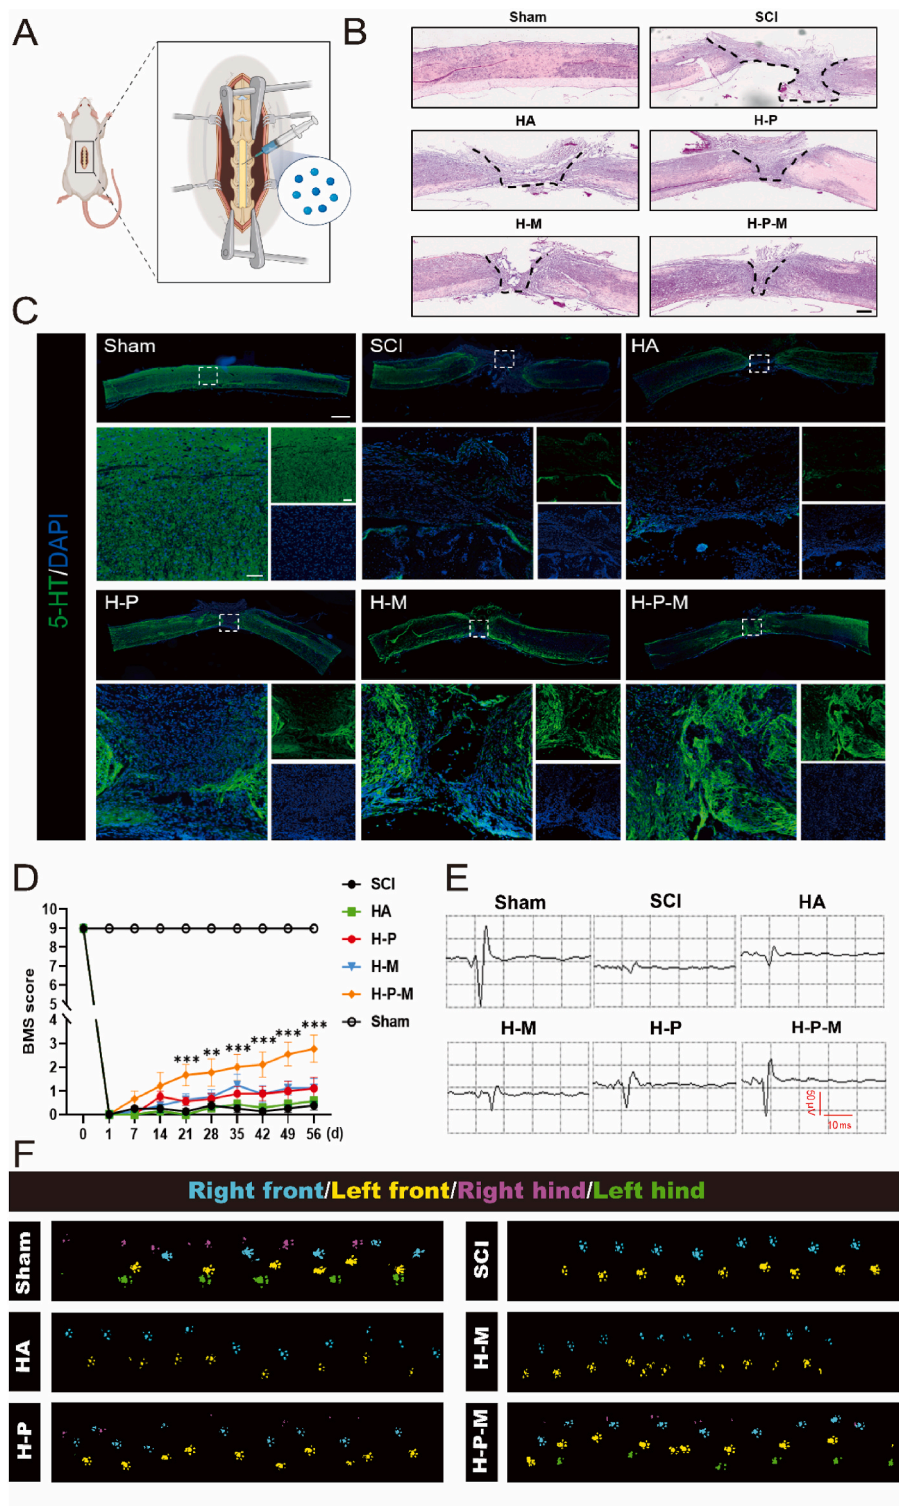 A
B
Sham
SCI
HA
H-P
H-M
H-P-M
C
5-HT/DAPI
Sham
SCI
HA
H-P
H-M
H-P-M
D
SCI
HA
H-P
H-M
H-P-M
Sham
BMS score
10
9
8
7
6
5
4
3
2
1
0
*** ** *** *** *** ***
0 1 7 14 21 28 35 42 49 56 (d)
E
Sham
SCI
HA
H-M
H-P
H-P-M
50 μV
10 ms
F
Right front/Left front/Right hind/Left hind
Sham
SCI
HA
H-M
H-P
H-P-M